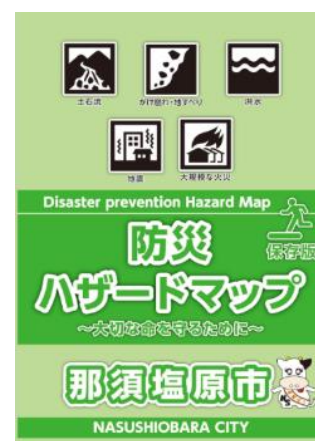 土石流 がけ崩れ・地すべり 洪水
地震 大規模な火災
Disaster prevention Hazard Map
防災
保存版
ハザードマップ
～大切な命を守るために～
那須塩原市
NASUSHIOBARA CITY